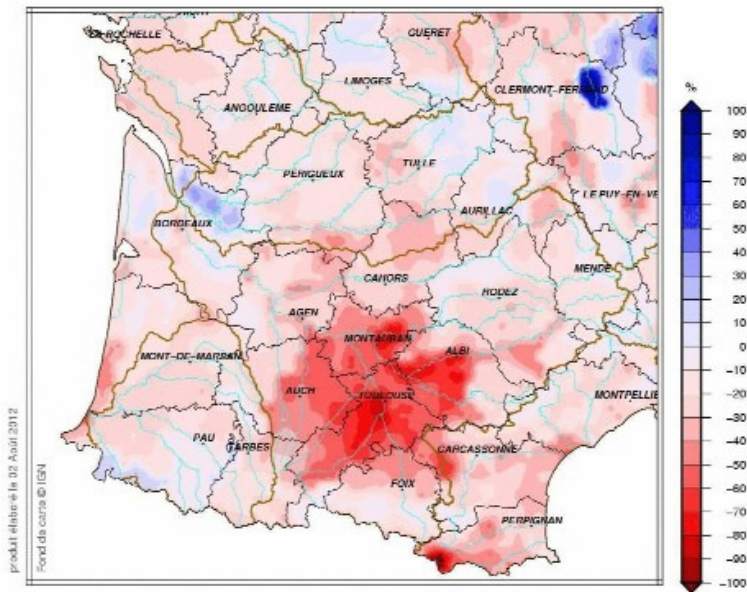 LA ROCHELLE
GUERET
LIMOGES
CLERMONT-FERRAND
ANGOULEME
PERIGUEUX
TULLE
LE PUY-EN-VE
AURILLAC
BORDEAUX
CAHORS
MENDE
RODEZ
AGEN
MONTAUBAN
ALBI
MONT-DE-MARSAN
AUCH
TOULOUSE
MONTPELLIE
PAU
TARBES
CARCASSONNE
FOIX
PERPIGNAN
%
100
90
80
70
60
50
40
30
20
10
0
-10
-20
-30
-40
-50
-60
-70
-80
-90
-100
produit élaboré le 02 Août 2012
Fond de carte © IGN